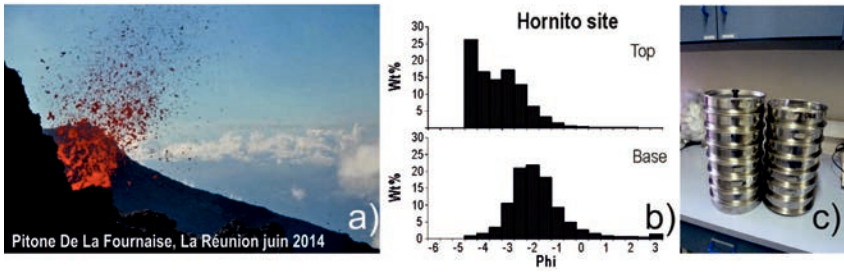 Pitone De La Fournaise, La Réunion juin 2014
a)
Hornito site
Top
Wt%
30
25
20
15
10
5
Base
Wt%
30
25
20
15
10
5
0
-6 -5 -4 -3 -2 -1 0 1 2 3
Phi
b)
c)